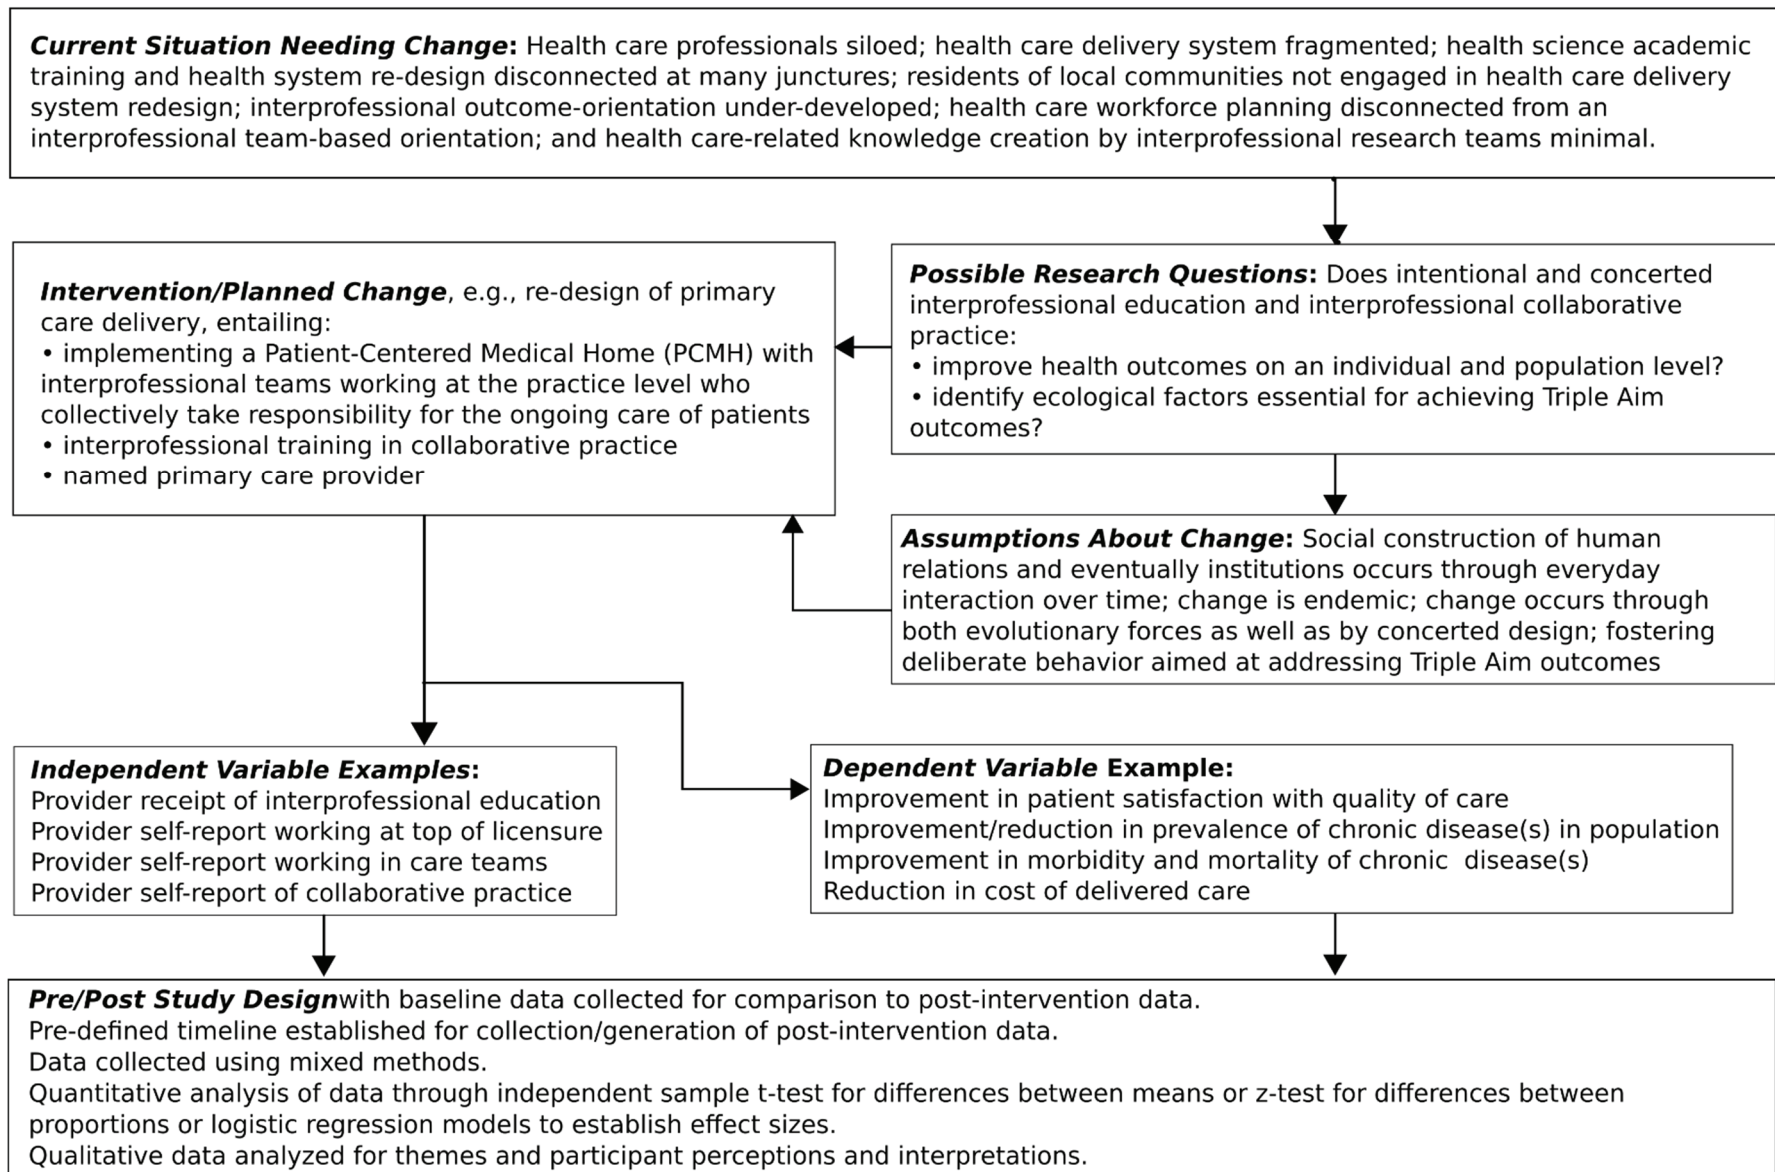 Current Situation Needing Change: Health care professionals siloed; health care delivery system fragmented; health science academic
training and health system re-design disconnected at many junctures; residents of local communities not engaged in health care delivery
system redesign; interprofessional outcome-orientation under-developed; health care workforce planning disconnected from an
interprofessional team-based orientation; and health care-related knowledge creation by interprofessional research teams minimal.
Possible Research Questions: Does intentional and concerted
interprofessional education and interprofessional collaborative
practice:
• improve health outcomes on an individual and population level?
• identify ecological factors essential for achieving Triple Aim
outcomes?
Intervention/Planned Change, e.g., re-design of primary
care delivery, entailing:
• implementing a Patient-Centered Medical Home (PCMH) with
interprofessional teams working at the practice level who
collectively take responsibility for the ongoing care of patients
• interprofessional training in collaborative practice
• named primary care provider
Assumptions About Change: Social construction of human
relations and eventually institutions occurs through everyday
interaction over time; change is endemic; change occurs through
both evolutionary forces as well as by concerted design; fostering
deliberate behavior aimed at addressing Triple Aim outcomes
Independent Variable Examples:
Provider receipt of interprofessional education
Provider self-report working at top of licensure
Provider self-report working in care teams
Provider self-report of collaborative practice
Dependent Variable Example:
Improvement in patient satisfaction with quality of care
Improvement/reduction in prevalence of chronic disease(s) in population
Improvement in morbidity and mortality of chronic  disease(s)
Reduction in cost of delivered care
Pre/Post Study Designwith baseline data collected for comparison to post-intervention data.
Pre-defined timeline established for collection/generation of post-intervention data.
Data collected using mixed methods.
Quantitative analysis of data through independent sample t-test for differences between means or z-test for differences between
proportions or logistic regression models to establish effect sizes.
Qualitative data analyzed for themes and participant perceptions and interpretations.